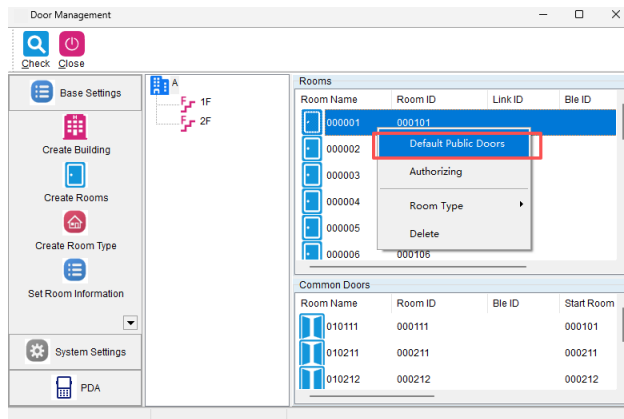 Door Management
Check Close
Base Settings
Create Building
Create Rooms
Create Room Type
Set Room Information
System Settings
PDA
A
1F
2F
Rooms
Room Name Room ID Link ID Ble ID
000001 000101
000002
000003
000004
000005
000006 000106
Default Public Doors
Authorizing
Room Type
Delete
Common Doors
Room Name Room ID Ble ID Start Room
010111 000111 000101
010211 000211 000211
010212 000212 000212